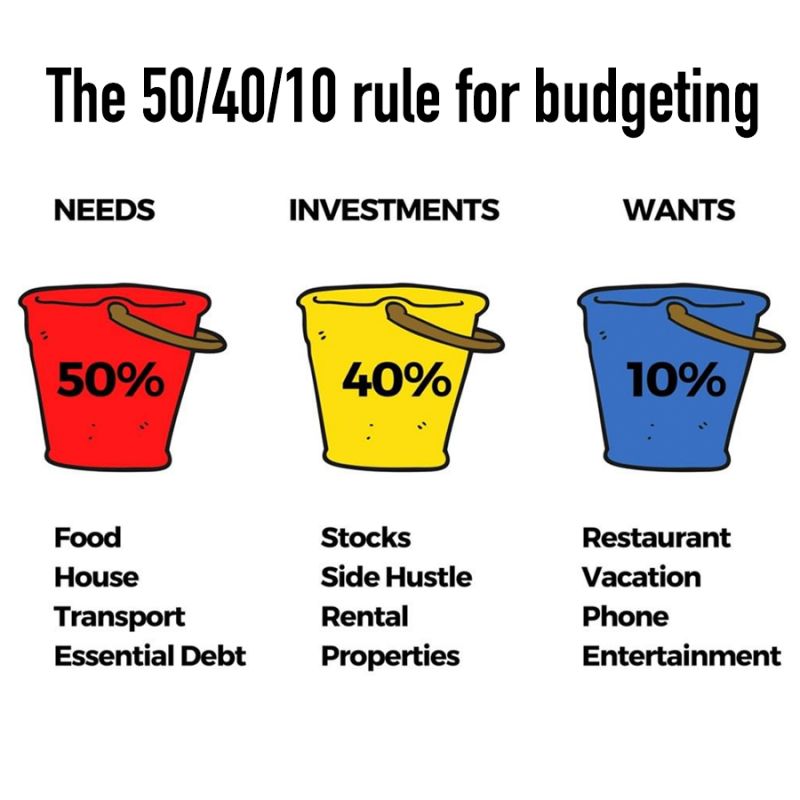 The 50/40/10 rule for budgeting
NEEDS
INVESTMENTS
WANTS
50%
40%
10%
Food
House
Transport
Essential Debt
Stocks
Side Hustle
Rental
Properties
Restaurant
Vacation
Phone
Entertainment